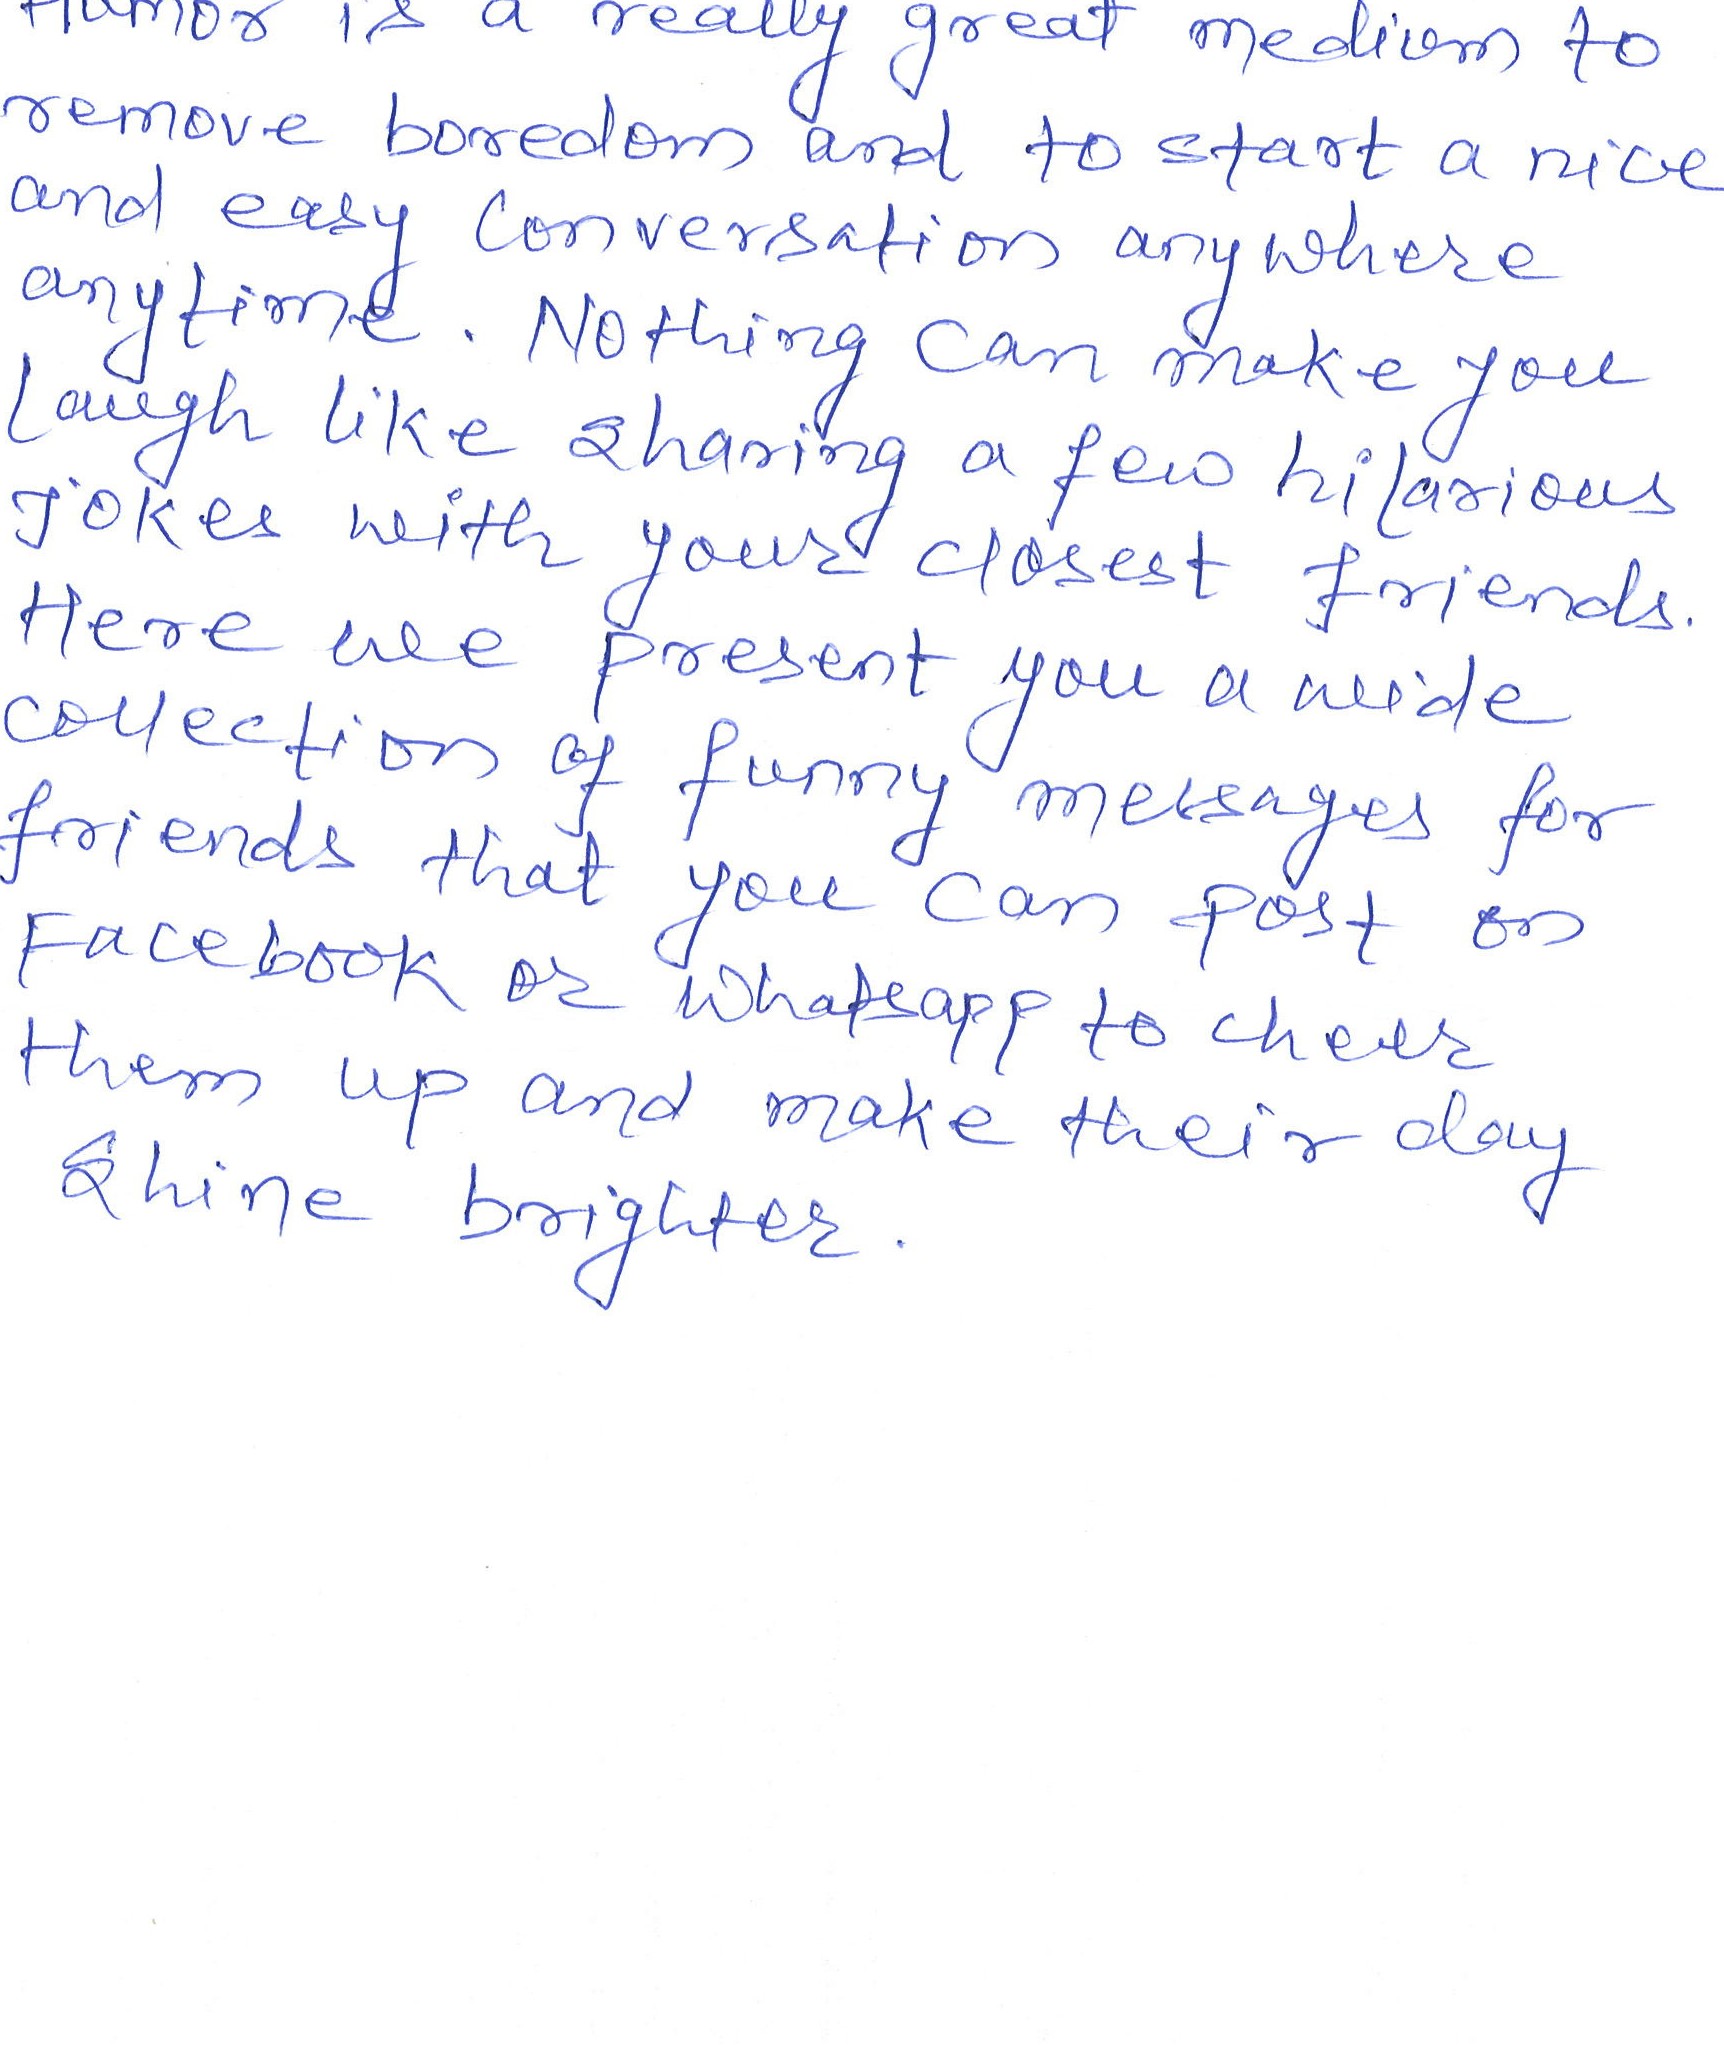 Humor is a really great medium to
remove boredom and to start a nice
and easy conversation anywhere
anytime. Nothing can make you
laugh like sharing a few hilarious
Jokes with your closest friends.
Here we present you a wide
collection of funny messages for
friends that you can post on
Facebook or Whatsapp to cheer
them up and make their day
shine brighter.